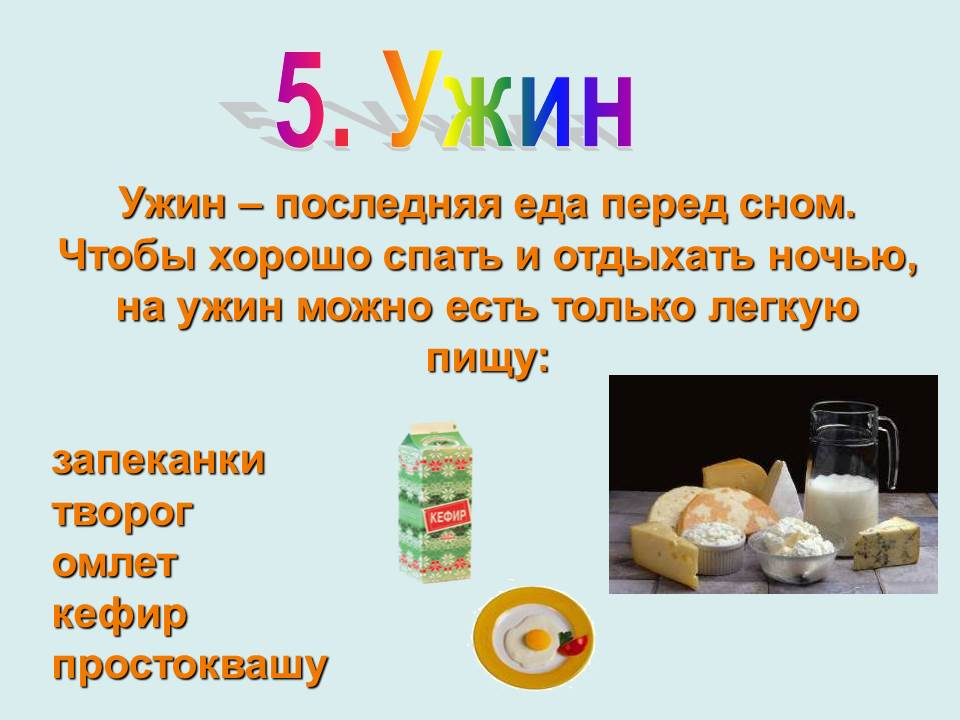 5. Ужин
Ужин – последняя еда перед сном.
Чтобы хорошо спать и отдыхать ночью,
на ужин можно есть только легкую
пищу:
запеканки
творог
омлет
кефир
простоквашу
КЕФИР